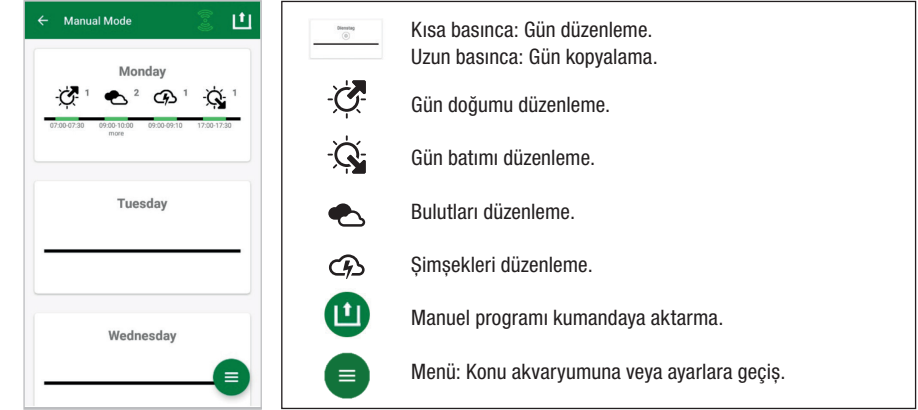 Manual Mode
Monday
1 2 1 1
07:00-07:30 09:00-10:00 09:00-09:10 17:00-17:30
more
Tuesday
Wednesday
Dienstag
Kısa basınca: Gün düzenleme.
Uzun basınca: Gün kopyalama.
Gün doğumu düzenleme.
Gün batımı düzenleme.
Bulutları düzenleme.
Şimşekleri düzenleme.
Manuel programı kumandaya aktarma.
Menü: Konu akvaryumuna veya ayarlara geçiş.